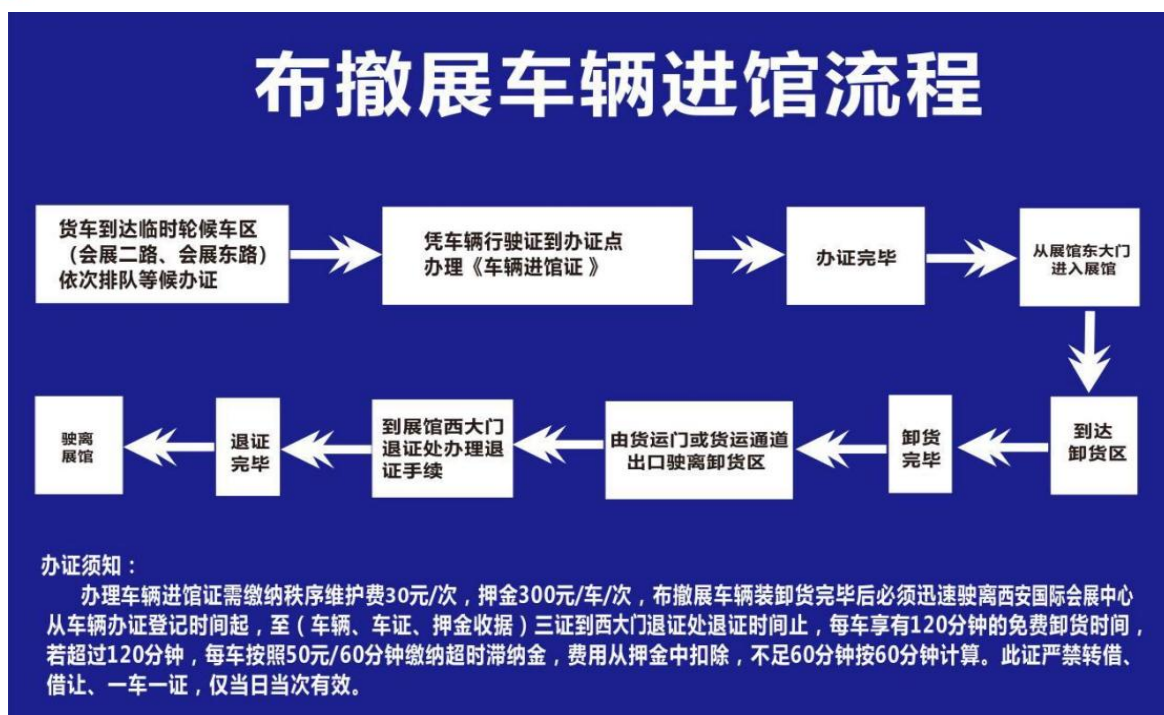 布撤展车辆进馆流程
货车到达临时轮候车区
（会展二路、会展东路）
依次排队等候办证
凭车辆行驶证到办证点
办理《车辆进馆证 》
办证完毕
从展馆东大门
进入展馆
到达
卸货区
卸货
完毕
由货运门或货运通道
出口驶离卸货区
到展馆西大门
退证处办理退
证手续
退证
完毕
驶离
展馆
办证须知：
办理车辆进馆证需缴纳秩序维护费30元/次，押金300元/车/次，布撤展车辆装卸货完毕后必须迅速驶离西安国际会展中心
从车辆办证登记时间起，至（车辆、车证、押金收据）三证到西大门退证处退证时间止，每车享有120分钟的免费卸货时间，
若超过120分钟，每车按照50元/60分钟缴纳超时滞纳金，费用从押金中扣除，不足60分钟按60分钟计算。此证严禁转借、
借让、一车一证，仅当日当次有效。